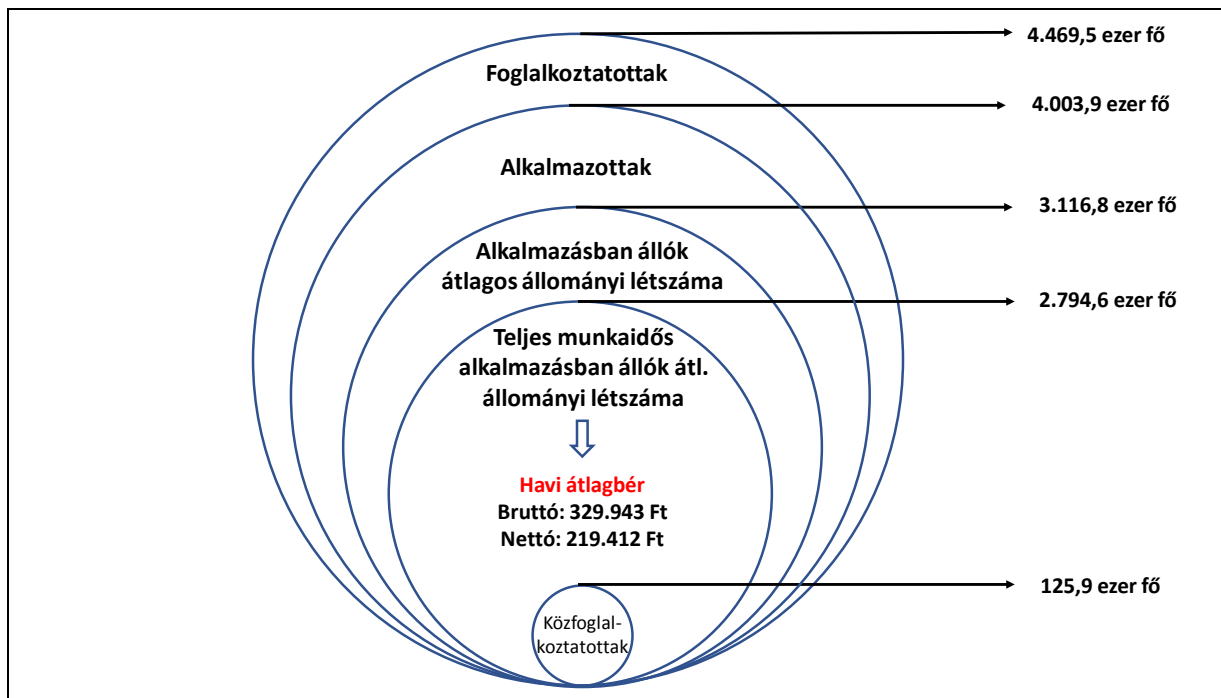 4.469,5 ezer fő
Foglalkoztatottak
4.003,9 ezer fő
Alkalmazottak
3.116,8 ezer fő
Alkalmazásban állók
átlagos állományi létszáma
2.794,6 ezer fő
Teljes munkaidős
alkalmazásban állók átl.
állományi létszáma
Havi átlagbér
Bruttó: 329.943 Ft
Nettó: 219.412 Ft
125,9 ezer fő
Közfoglal-
koztatottak